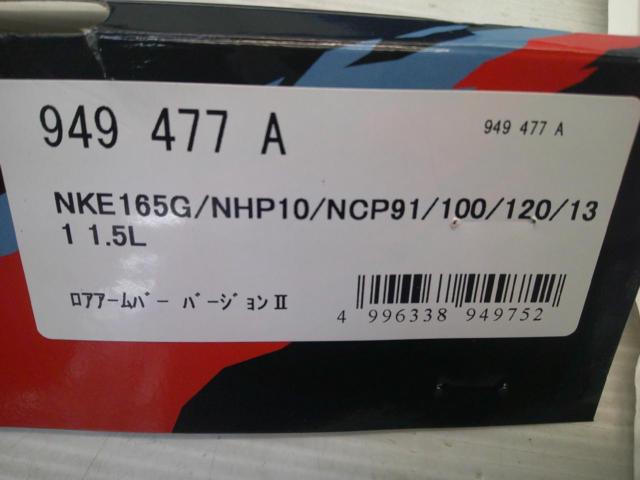 949 477 A
949 477 A
NKE165G/NHP10/NCP91/100/120/13
1 1.5L
ﾛｱｱｰﾑﾊﾞｰ ﾊﾞｰｼﾞｮﾝⅡ
4 996338 949752